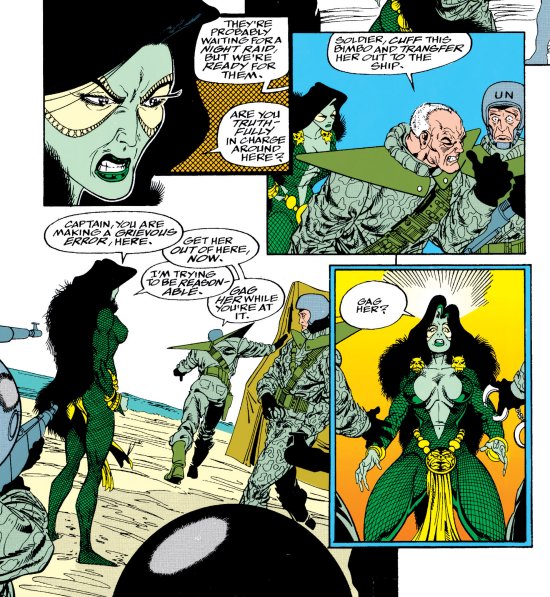 THEY'RE
PROBABLY
WAITING FOR A
NIGHT RAID,
BUT WE'RE
READY FOR
THEM.
ARE YOU
TRUTH-
FULLY
IN CHARGE
AROUND
HERE?
SOLDIER, CUFF THIS
BIMBO AND TRANSFER
HER OUT TO THE
SHIP.
UN
CAPTAIN, YOU ARE
MAKING A GRIEVOUS
ERROR, HERE.
GET HER
OUT OF HERE,
NOW.
I'M TRYING
TO BE REASON-
ABLE.
GAG
HER WHILE
YOU'RE AT
IT.
GAG
HER?